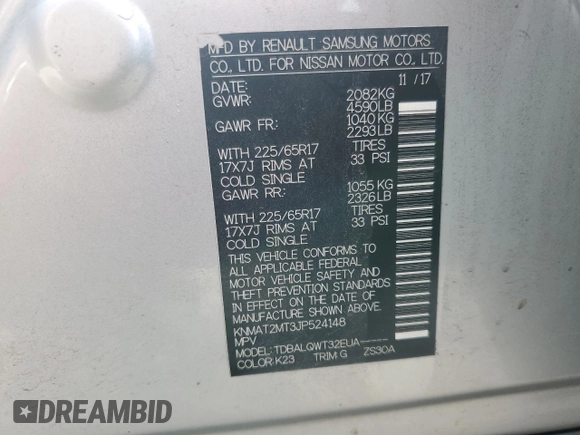 MFD BY RENAULT SAMSUNG MOTORS
CO., LTD. FOR NISSAN MOTOR CO., LTD.
DATE: 11 / 17
GVWR: 2082KG
4590LB
GAWR FR: 1040 KG
2293 LB
WITH 225/65R17 TIRES
17X7J RIMS AT 33 PSI
COLD SINGLE
GAWR RR: 1055 KG
2326 LB
WITH 225/65R17 TIRES
17X7J RIMS AT 33 PSI
COLD SINGLE
THIS VEHICLE CONFORMS TO
ALL APPLICABLE FEDERAL
MOTOR VEHICLE SAFETY AND
THEFT PREVENTION STANDARDS
IN EFFECT ON THE DATE OF
MANUFACTURE SHOWN ABOVE.
KNMAT2MT3JP524148
MPV
MODEL: TDBALQWT32EUA-----
COLOR: K23 TRIM G ZS30A
DREAMBID